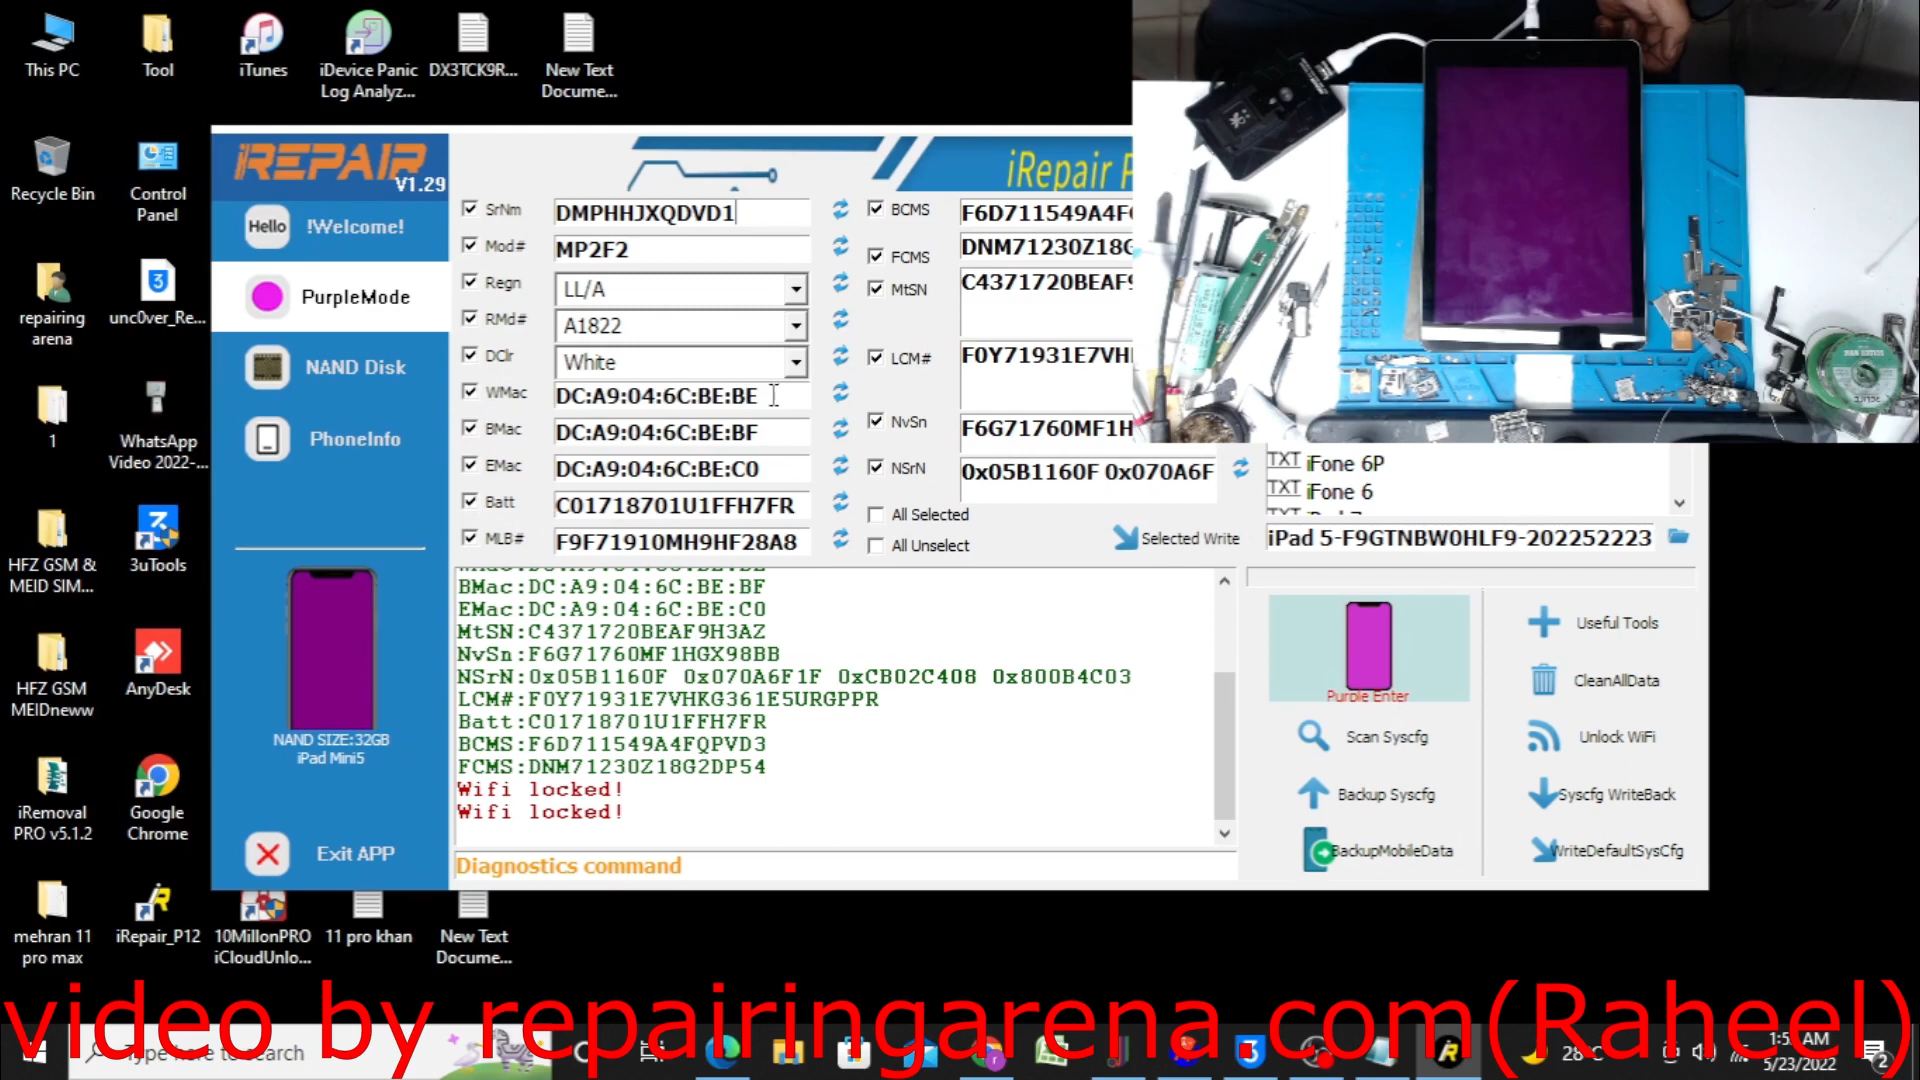 This PC
Tool
iTunes
iDevice Panic
Log Analyz...
DX3TCK9R...
New Text
Docume...
Recycle Bin
Control
Panel
repairing
arena
unc0ver_Re...
1
WhatsApp
Video 2022-...
HFZ GSM &
MEID SIM...
3uTools
HFZ GSM
MEIDneww
AnyDesk
iRemoval
PRO v5.1.2
Google
Chrome
mehran 11
pro max
iRepair_P12
10MillonPRO
iCloudUnlo...
11 pro khan
New Text
Docume...
iREPAIR
V1.29
Hello
!Welcome!
PurpleMode
NAND Disk
PhoneInfo
NAND SIZE:32GB
iPad Mini5
Exit APP
iRepair P
SrNm
DMPHHJXQDVD1
Mod#
MP2F2
Regn
LL/A
RMd#
A1822
DClr
White
WMac
DC:A9:04:6C:BE:BE
BMac
DC:A9:04:6C:BE:BF
EMac
DC:A9:04:6C:BE:C0
Batt
C01718701U1FFH7FR
MLB#
F9F71910MH9HF28A8
BCMS
F6D711549A4F
FCMS
DNM71230Z18G
MtSN
C4371720BEAF9
LCM#
F0Y71931E7VH
NvSn
F6G71760MF1H
NSrN
0x05B1160F 0x070A6F
All Selected
All Unselect
Selected Write
TXT iFone 6P
TXT iFone 6
TXT
iPad 5-F9GTNBW0HLF9-202252223
BMac:DC:A9:04:6C:BE:BF
EMac:DC:A9:04:6C:BE:C0
MtSN:C4371720BEAF9H3AZ
NvSn:F6G71760MF1HGX98BB
NSrN:0x05B1160F 0x070A6F1F 0xCB02C408 0x800B4C03
LCM#:F0Y71931E7VHKG361E5URGPPR
Batt:C01718701U1FFH7FR
BCMS:F6D711549A4FQPVD3
FCMS:DNM71230Z18G2DP54
Wifi locked!
Wifi locked!
Diagnostics command
Purple Enter
Scan Syscfg
Backup Syscfg
BackupMobileData
Useful Tools
CleanAllData
Unlock WiFi
Syscfg WriteBack
WriteDefaultSysCfg
video by repairingarena.com(Raheel)
Type here to search
28°C
AM
5/23/2022
2